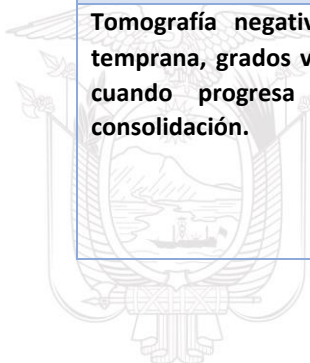 Tomografía negativ
temprana, grados v
cuando progresa
consolidación.